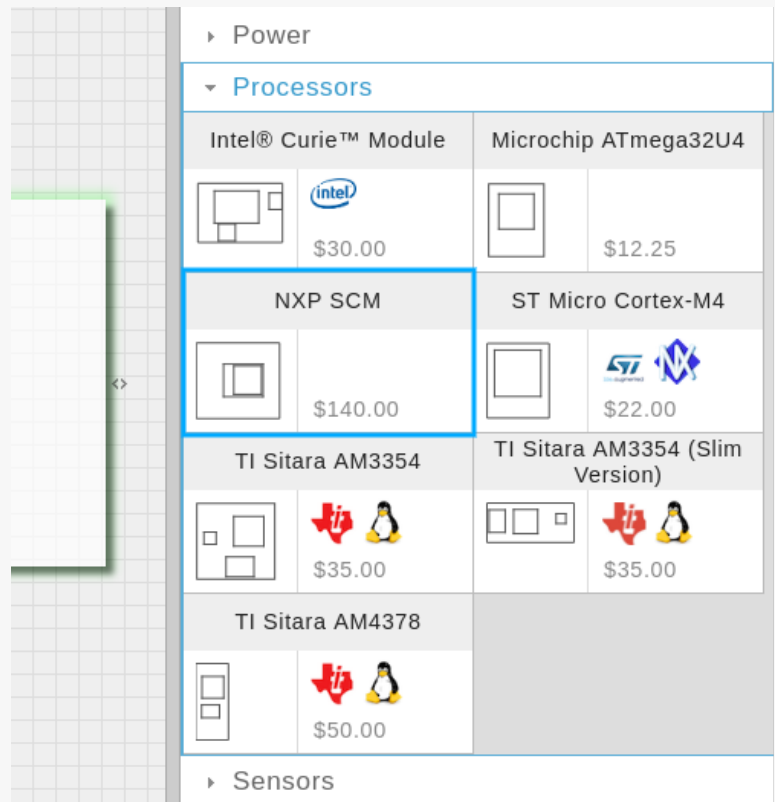 Power
Processors
Intel® Curie™ Module
Microchip ATmega32U4
intel
$30.00
$12.25
NXP SCM
ST Micro Cortex-M4
ST
NX
<>
$140.00
$22.00
TI Sitara AM3354
TI Sitara AM3354 (Slim
Version)
$35.00
$35.00
TI Sitara AM4378
$50.00
Sensors